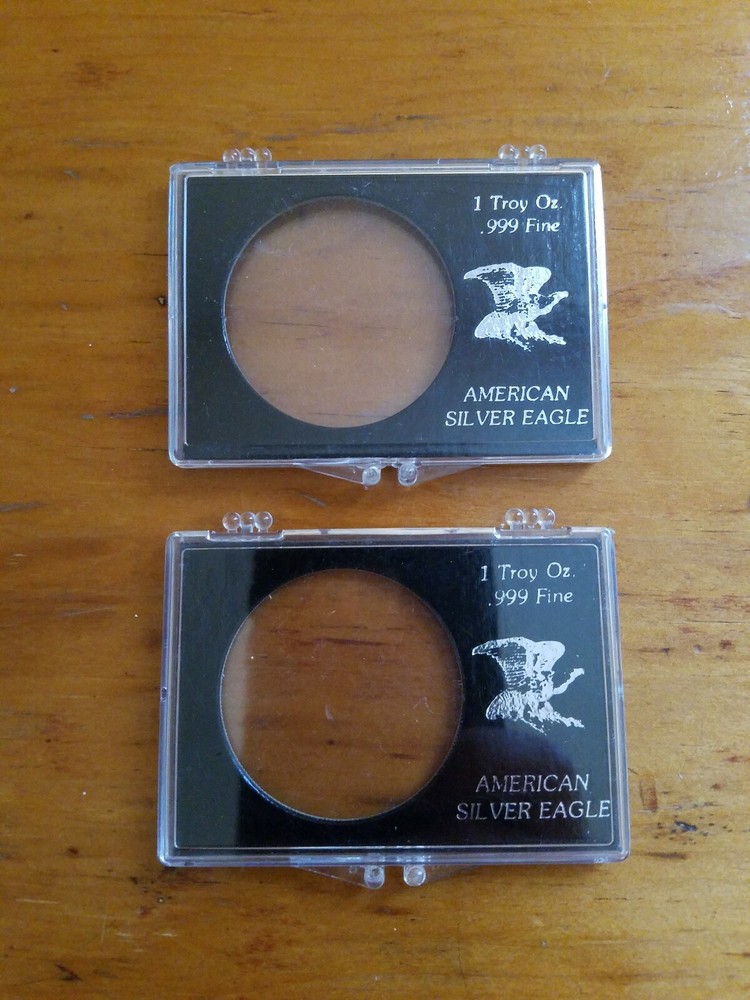 1 Troy Oz.
.999 Fine
AMERICAN
SILVER EAGLE
1 Troy Oz.
.999 Fine
AMERICAN
SILVER EAGLE